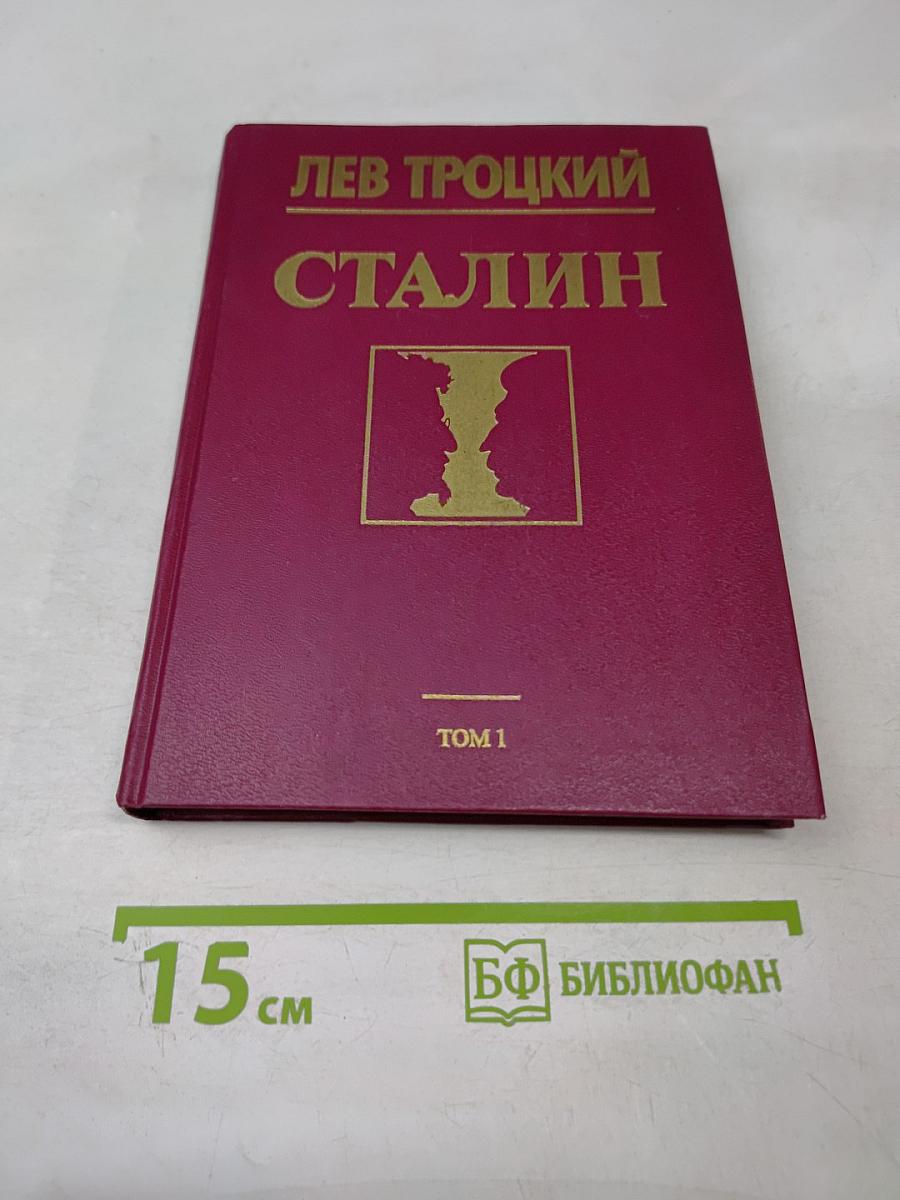 ЛЕВ ТРОЦКИЙ
СТАЛИН
ТОМ 1
15 см
БФ БИБЛИОФАН